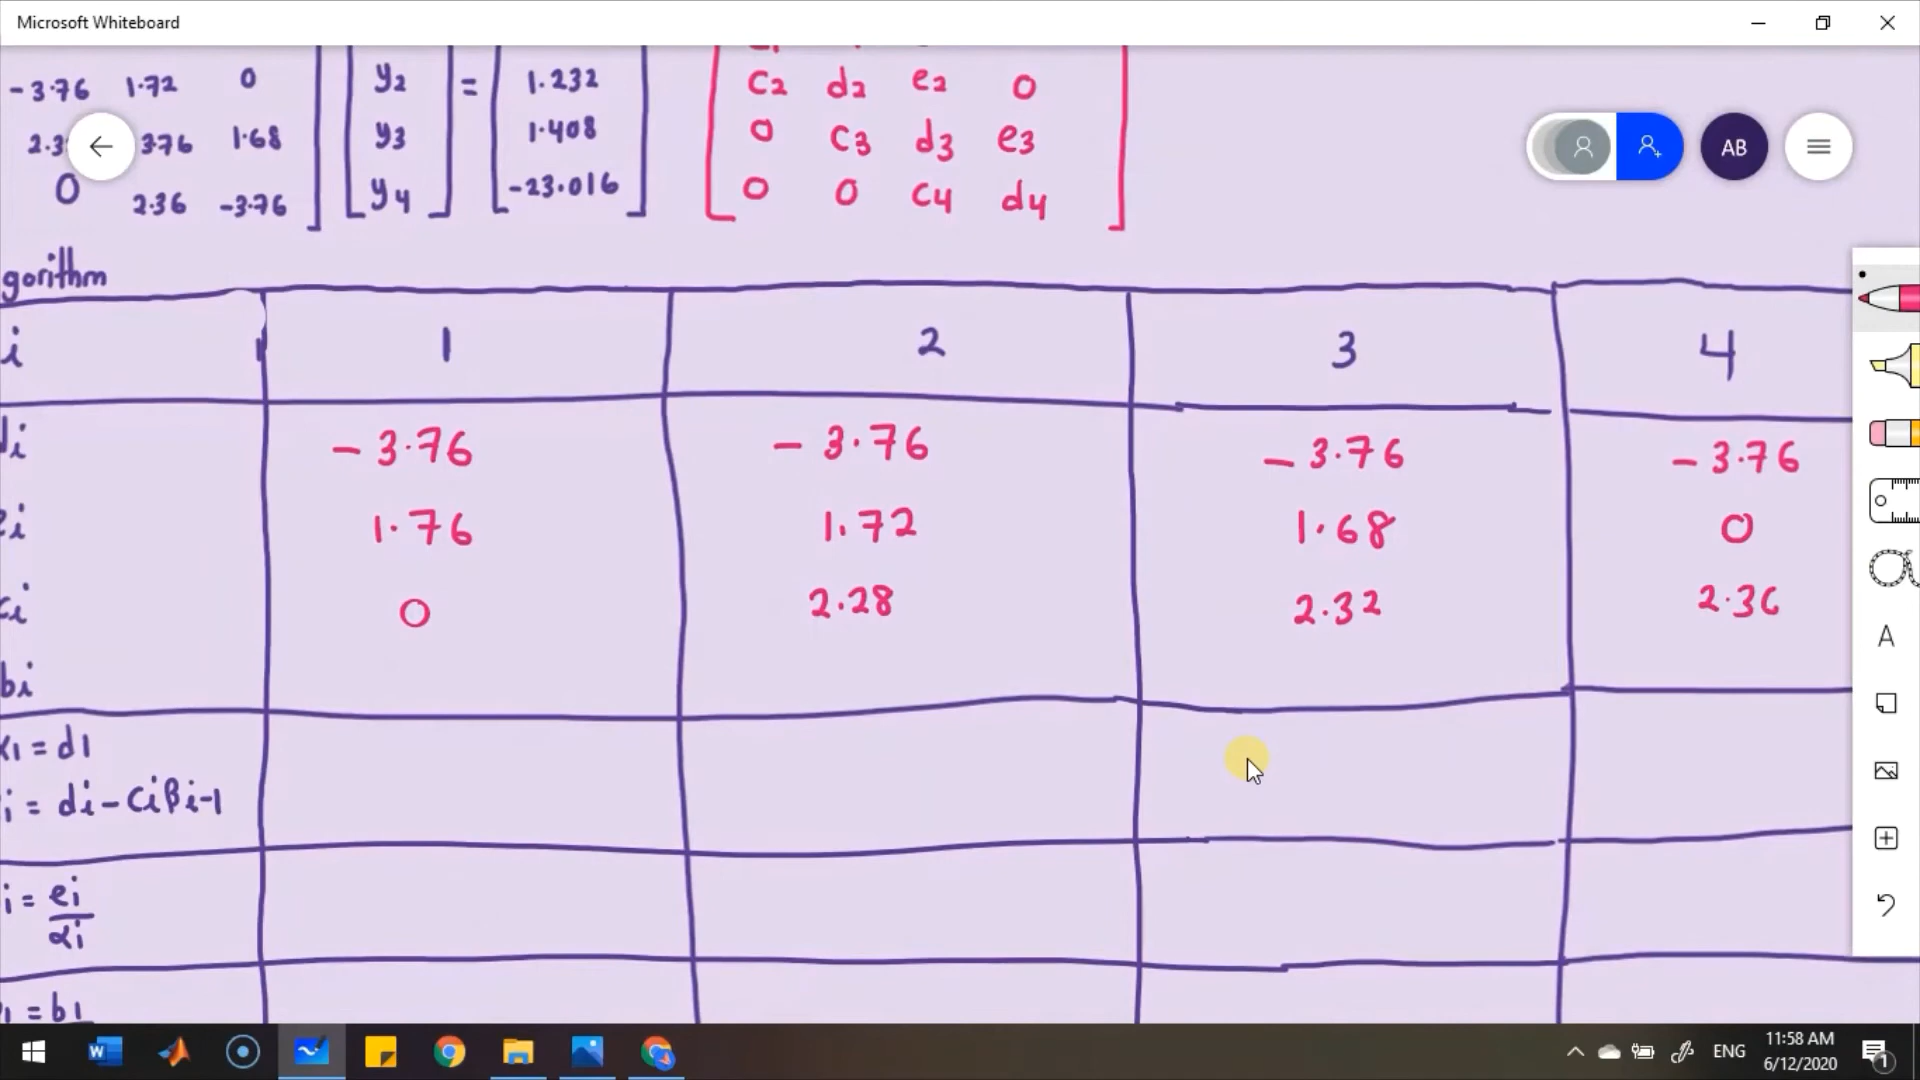 Microsoft Whiteboard
-3.76 1.72 0 y2 = 1.232 c2 d2 e2 0
2.3 3.76 1.68 y3 1.408 0 c3 d3 e3
0 2.36 -3.76 y4 -23.016 0 0 c4 d4
AB
gorithm
i 1 2 3 4
di -3.76 -3.76 -3.76 -3.76
ei 1.76 1.72 1.68 0
ci 0 2.28 2.32 2.36
bi
α1 = d1
i = di - ciβi-1
i = ei
αi
1 = b1
A
ENG
11:58 AM
6/12/2020
1